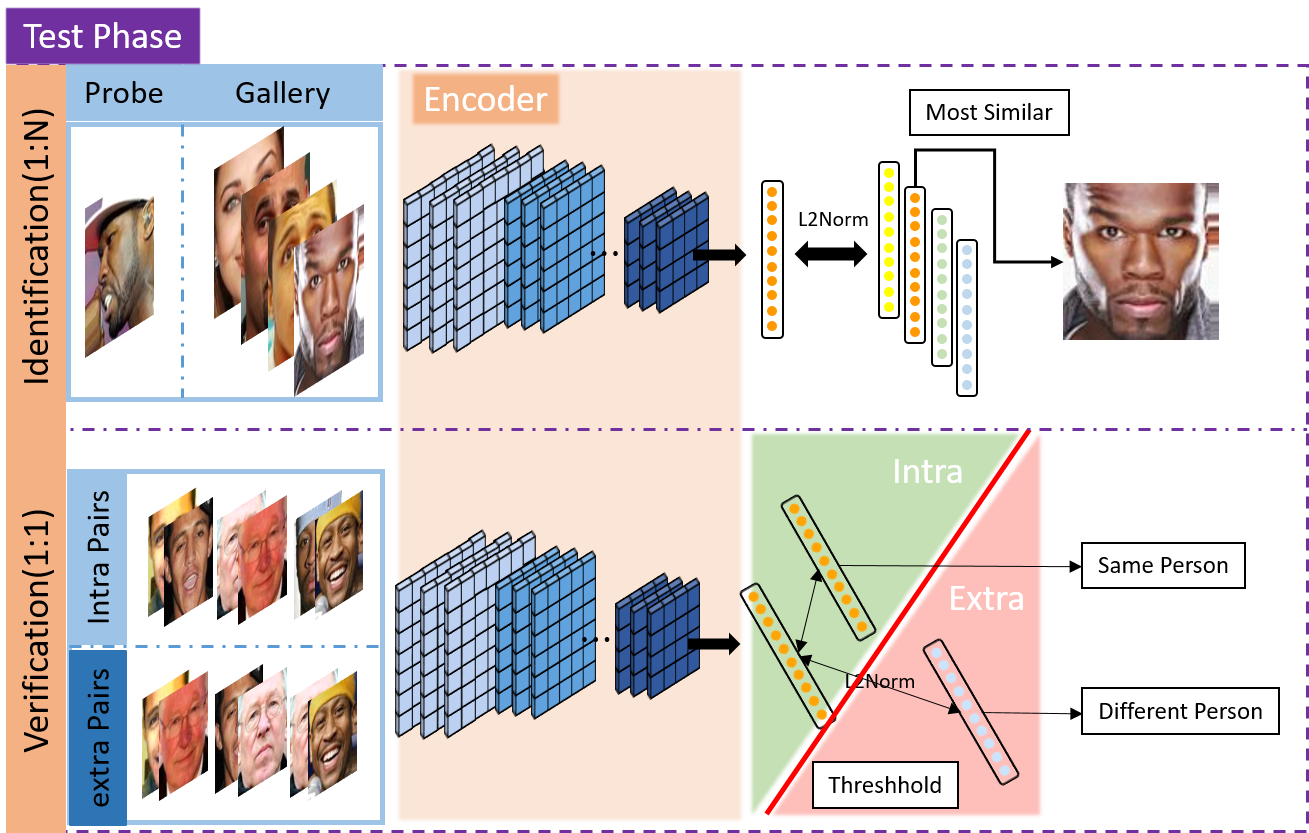 Test Phase
Identification(1:N)
Probe
Gallery
Encoder
L2Norm
Most Similar
Verification(1:1)
Intra Pairs
extra Pairs
Intra
Extra
L2Norm
Threshhold
Same Person
Different Person